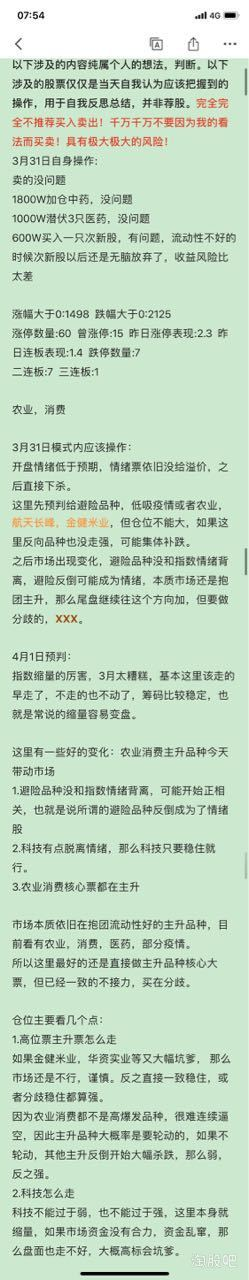 07:54
4G 79
以下涉及的内容纯属个人的想法，判断。以下
涉及的股票仅仅是当天自我认为应该把握到的
操作，用于自我反思总结，并非荐股。完全完
全不推荐买入卖出！千万千万不要因为我的看
法而买卖！具有极大极大的风险！
3月31日自身操作:
卖的没问题
1800W加仓中药，没问题
1000W潜伏3只医药，没问题
600W买入一只次新股，有问题，流动性不好的
时候次新股以后还是无脑放弃了，收益风险比
太差
涨幅大于0:1498 跌幅大于0:2125
涨停数量:60 曾涨停:15 昨日涨停表现:2.3 昨
日连板表现:1.4 跌停数量:7
二连板:7 三连板:1
农业，消费
3月31日模式内应该操作：
开盘情绪低于预期，情绪票依旧没给溢价，之
后直接下杀。
这里先预判给避险品种，低吸疫情或者农业，
航天长峰，金健米业，但仓位不能大，如果这
里反向品种也没走强，可能集体补跌。
之后市场出现变化，避险品种没和指数情绪背
离，避险反倒可能成为情绪，本质市场还是抱
团主升，那么尾盘继续往这个方向加，但要做
分歧的，XXX。
4月1日预判：
指数缩量的厉害，3月太糟糕，基本这里该走的
早走了，不走的也不动了，筹码比较稳定，也
就是常说的缩量容易变盘。
这里有一些好的变化：农业消费主升品种今天
带动市场
1.避险品种没和指数情绪背离，可能开始正相
关，也就是说所谓的避险品种反倒成为了情绪
股
2.科技有点脱离情绪，那么科技只要稳住就
行。
3.农业消费核心票都在主升
市场本质依旧在抱团流动性好的主升品种，目
前看有农业，消费，医药，部分疫情。
所以这里最好的还是直接做主升品种核心大
票，但已经一致的不接力，买在分歧。
仓位主要看几个点：
1.高位票主升票怎么走
如果金健米业，华资实业等又大幅坑爹， 那么
市场还是不行，谨慎。反之直接一致稳住，或
者分歧稳住都算强。
因为农业消费都不是高爆发品种，很难连续逼
空，因此主升品种大概率是要轮动的，如果不
轮动，其他主升反倒开始大幅杀跌，那么弱，
反之强。
2.科技怎么走
科技不能过于弱，也不能过于强，这里本身就
缩量，如果市场资金没有合力，资金乱窜，那
么盘面也走不好，大概高标会坑爹。
淘股吧